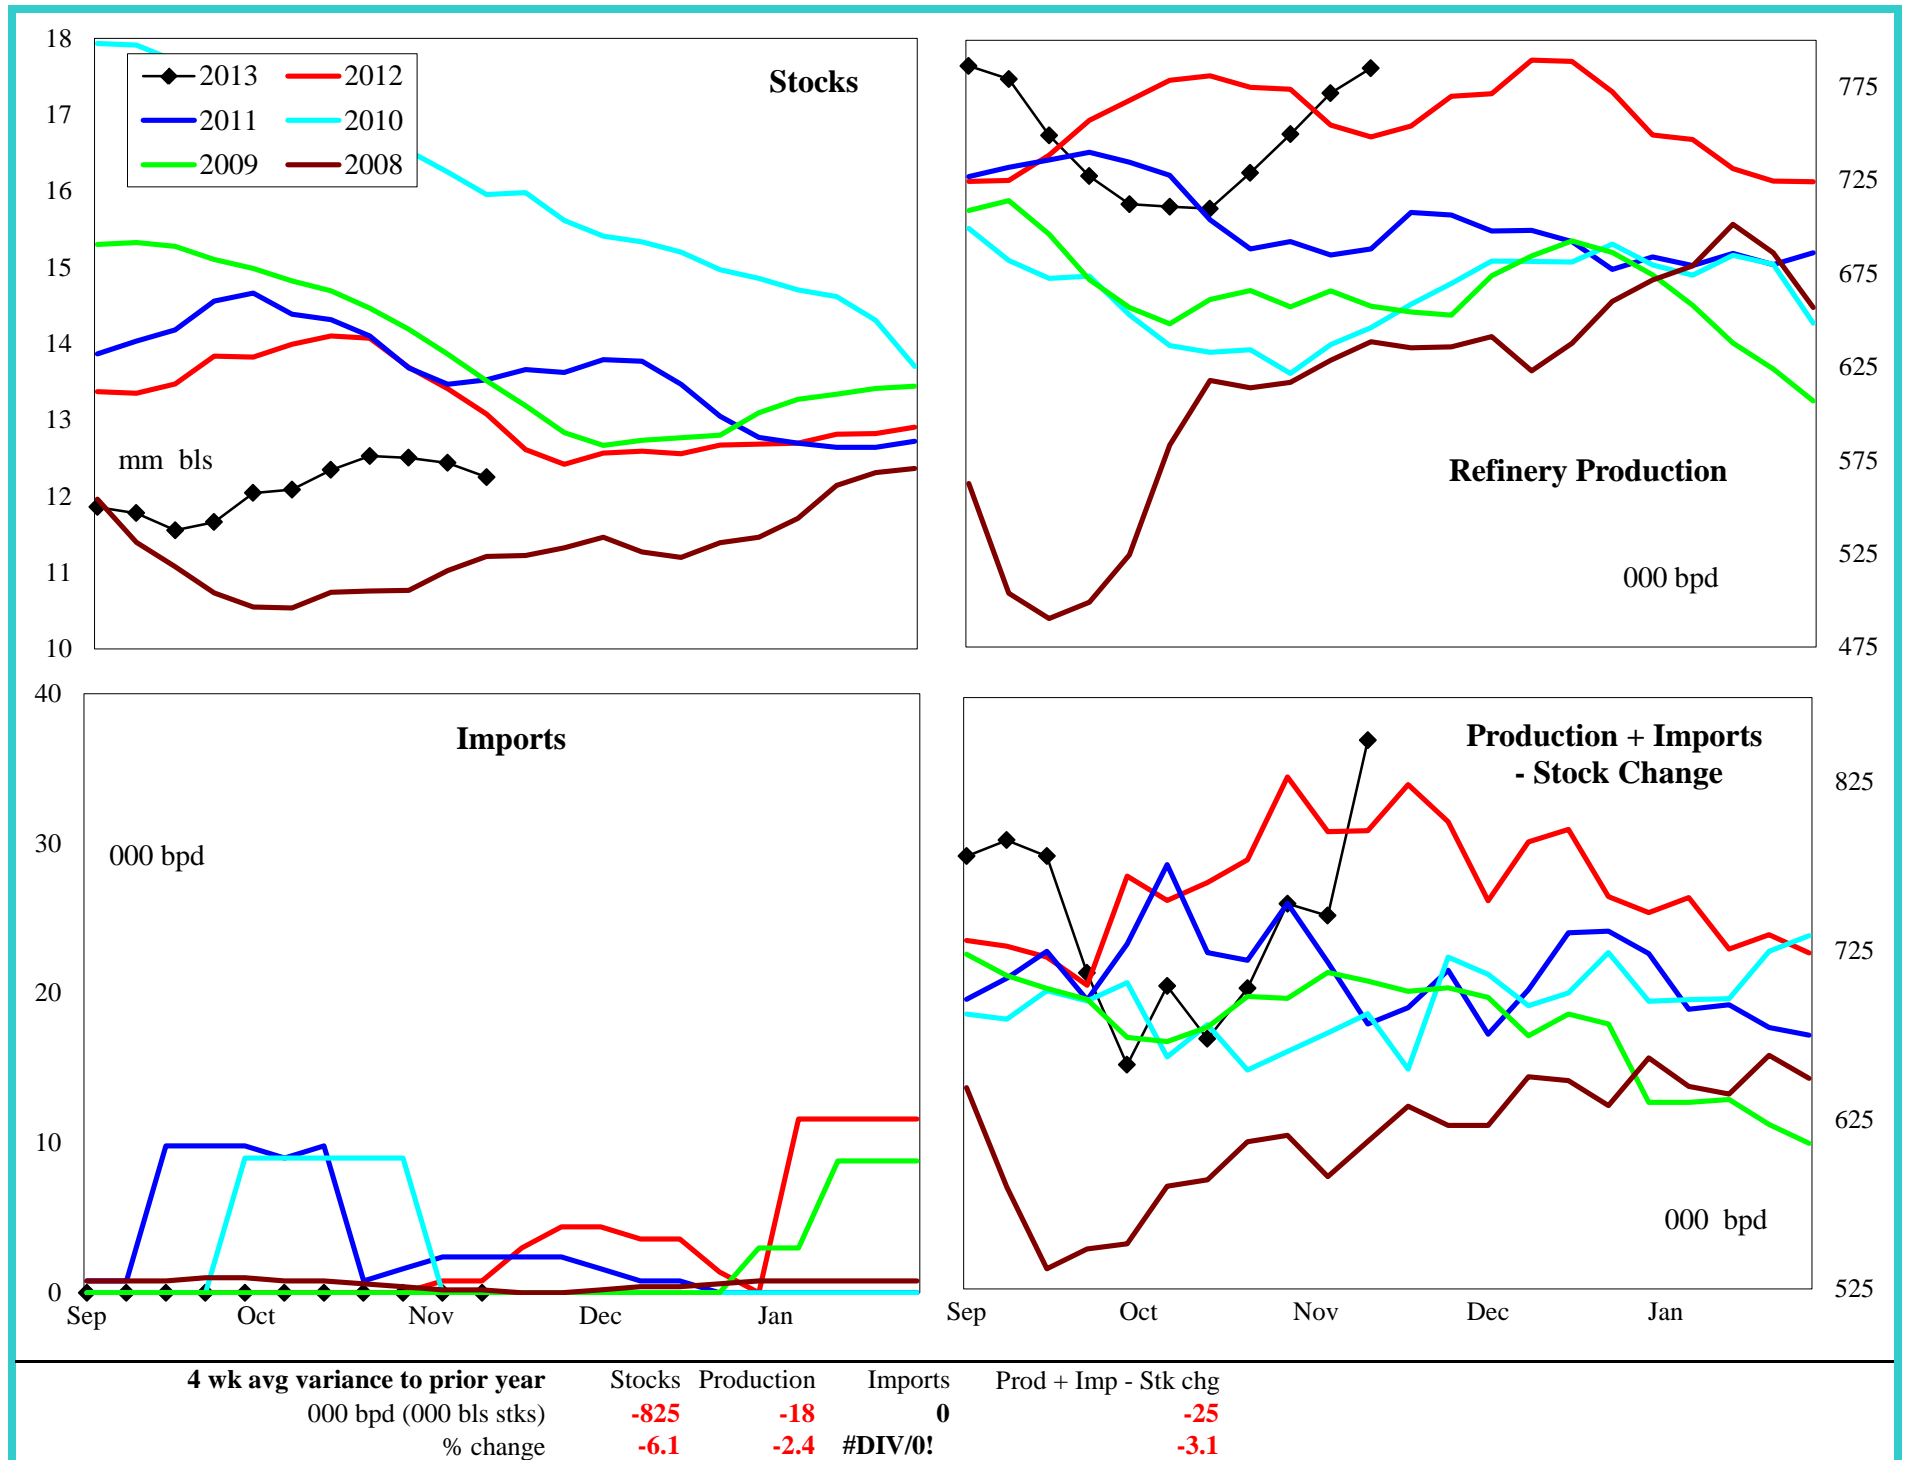 18
17
16
15
14
13
12
11
10
2013 2012
2011 2010
2009 2008
Stocks
mm bls
775
725
675
625
575
525
475
Refinery Production
000 bpd
40
30
20
10
0
Imports
000 bpd
Sep Oct Nov Dec Jan
Production + Imports
- Stock Change
825
725
625
525
000 bpd
Sep Oct Nov Dec Jan
4 wk avg variance to prior year Stocks Production Imports Prod + Imp - Stk chg
000 bpd (000 bls stks) -825 -18 0 -25
% change -6.1 -2.4 #DIV/0! -3.1